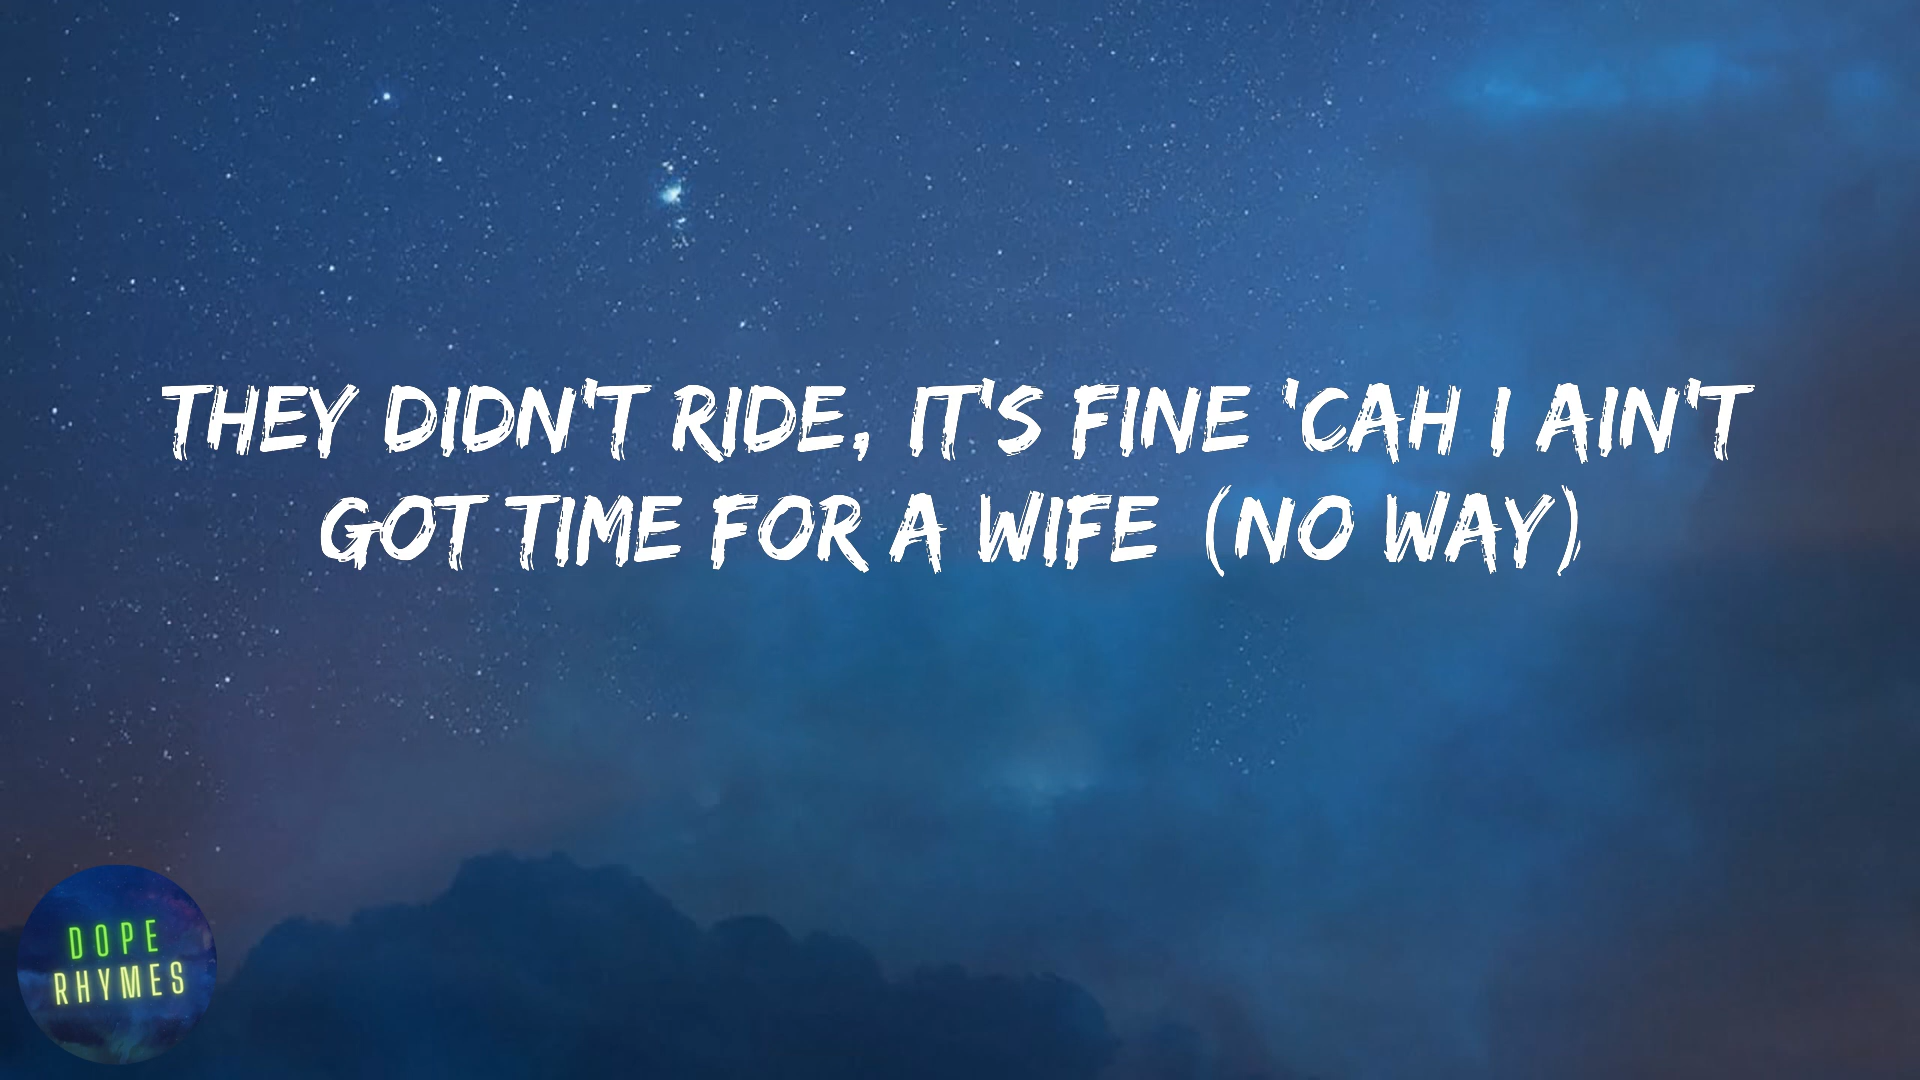 THEY DIDN'T RIDE, IT'S FINE 'CAH I AIN'T
GOT TIME FOR A WIFE (NO WAY)
DOPE
RHYMES